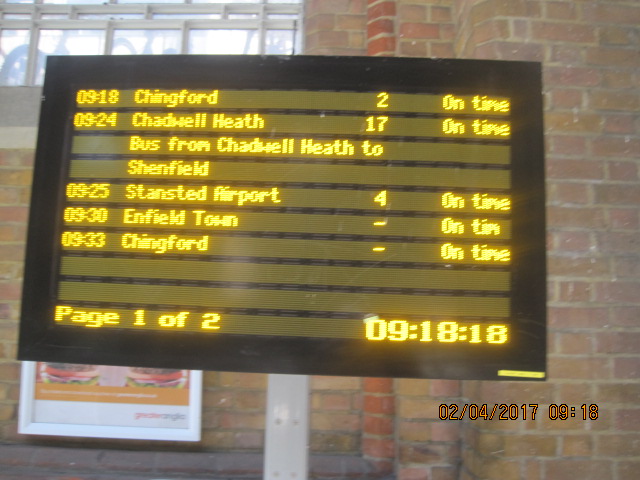 09:18 Chingford 2 On time
09:24 Chadwell Heath 17 On time
Bus from Chadwell Heath to
Shenfield
09:25 Stansted Airport 4 On time
09:30 Enfield Town - On tim
09:33 Chingford - On time
Page 1 of 2 09:18:18
greateranglia
02/04/2017 09:18